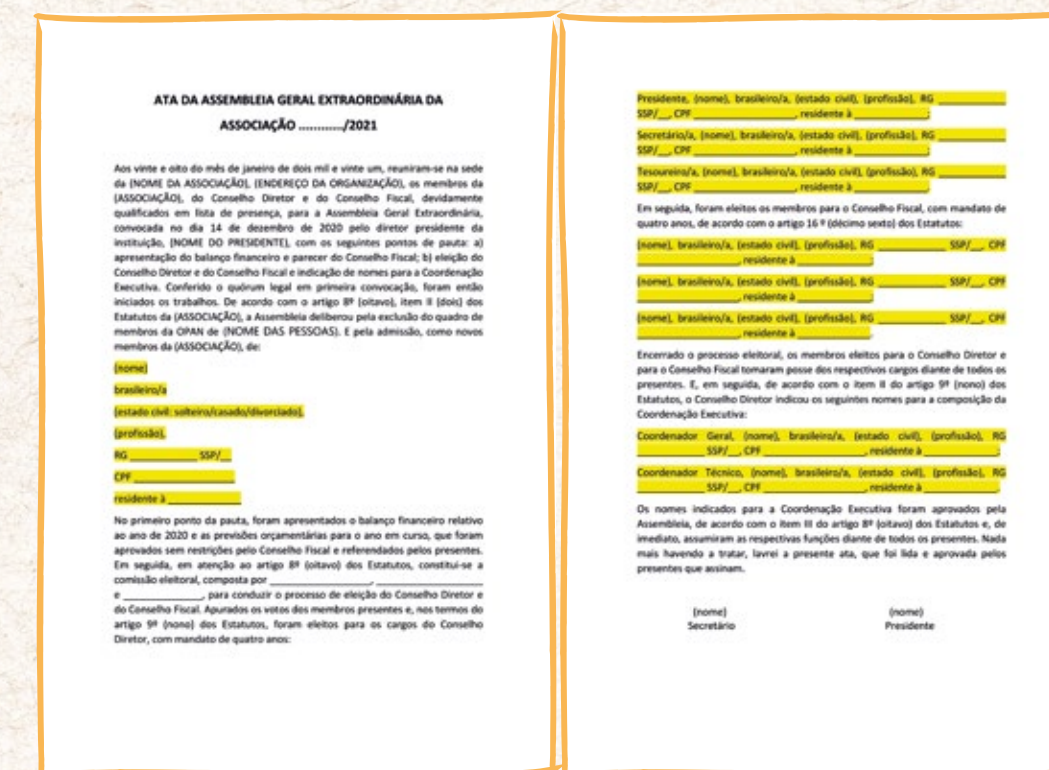 ATA DA ASSEMBLEIA GERAL EXTRAORDINÁRIA DA
ASSOCIAÇÃO ............/2021
Aos vinte e oito do mês de janeiro de dois mil e vinte um, reuniram-se na sede
da (NOME DA ASSOCIAÇÃO), (ENDEREÇO DA ORGANIZAÇÃO), os membros da
(ASSOCIAÇÃO), do Conselho Diretor e do Conselho Fiscal, devidamente
qualificados em lista de presença, para a Assembleia Geral Extraordinária,
convocada no dia 14 de dezembro de 2020 pelo diretor presidente da
instituição, (NOME DO PRESIDENTE), com os seguintes pontos de pauta: a)
apresentação do balanço financeiro e parecer do Conselho Fiscal; b) eleição do
Conselho Diretor e do Conselho Fiscal e indicação de nomes para a Coordenação
Executiva. Conferido o quórum legal em primeira convocação, foram então
iniciados os trabalhos. De acordo com o artigo 8º (oitavo), item II (dois) dos
Estatutos da (ASSOCIAÇÃO), a Assembleia deliberou pela exclusão do quadro de
membros da OPAN de (NOME DAS PESSOAS). E pela admissão, como novos
membros da (ASSOCIAÇÃO), de:
(nome)
brasileiro/a
(estado civil: solteiro/casado/divorciado),
(profissão),
RG ____________ SSP/__
CPF __________________
residente à _____________
No primeiro ponto da pauta, foram apresentados o balanço financeiro relativo
ao ano de 2020 e as previsões orçamentárias para o ano em curso, que foram
aprovados sem restrições pelo Conselho Fiscal e referendados pelos presentes.
Em seguida, em atenção ao artigo 8º (oitavo) dos Estatutos, constitui-se a
comissão eleitoral, composta por __________________, ___________________
e ______________, para conduzir o processo de eleição do Conselho Diretor e
do Conselho Fiscal. Apurados os votos dos membros presentes e, nos termos do
artigo 9º (nono) dos Estatutos, foram eleitos para os cargos do Conselho
Diretor, com mandato de quatro anos:
Presidente, (nome), brasileiro/a, (estado civil), (profissão), RG ____________
SSP/__, CPF __________________, residente à _____________;
Secretário/a, (nome), brasileiro/a, (estado civil), (profissão), RG ____________
SSP/__, CPF __________________, residente à _____________;
Tesoureiro/a, (nome), brasileiro/a, (estado civil), (profissão), RG ____________
SSP/__, CPF __________________, residente à _____________.
Em seguida, foram eleitos os membros para o Conselho Fiscal, com mandato de
quatro anos, de acordo com o artigo 16 º (décimo sexto) dos Estatutos:
(nome), brasileiro/a, (estado civil), (profissão), RG ____________ SSP/__, CPF
__________________, residente à _____________;
(nome), brasileiro/a, (estado civil), (profissão), RG ____________ SSP/__, CPF
__________________, residente à _____________;
(nome), brasileiro/a, (estado civil), (profissão), RG ____________ SSP/__, CPF
__________________, residente à _____________.
Encerrado o processo eleitoral, os membros eleitos para o Conselho Diretor e
para o Conselho Fiscal tomaram posse dos respectivos cargos diante de todos os
presentes. E, em seguida, de acordo com o item II do artigo 9º (nono) dos
Estatutos, o Conselho Diretor indicou os seguintes nomes para a composição da
Coordenação Executiva:
Coordenador Geral, (nome), brasileiro/a, (estado civil), (profissão), RG
____________ SSP/__, CPF __________________, residente à _____________;
Coordenador Técnico, (nome), brasileiro/a, (estado civil), (profissão), RG
____________ SSP/__, CPF __________________, residente à _____________.
Os nomes indicados para a Coordenação Executiva foram aprovados pela
Assembleia, de acordo com o item III do artigo 8º (oitavo) dos Estatutos e, de
imediato, assumiram as respectivas funções diante de todos os presentes. Nada
mais havendo a tratar, lavrei a presente ata, que foi lida e aprovada pelos
presentes que assinam.
(nome) (nome)
Secretário Presidente